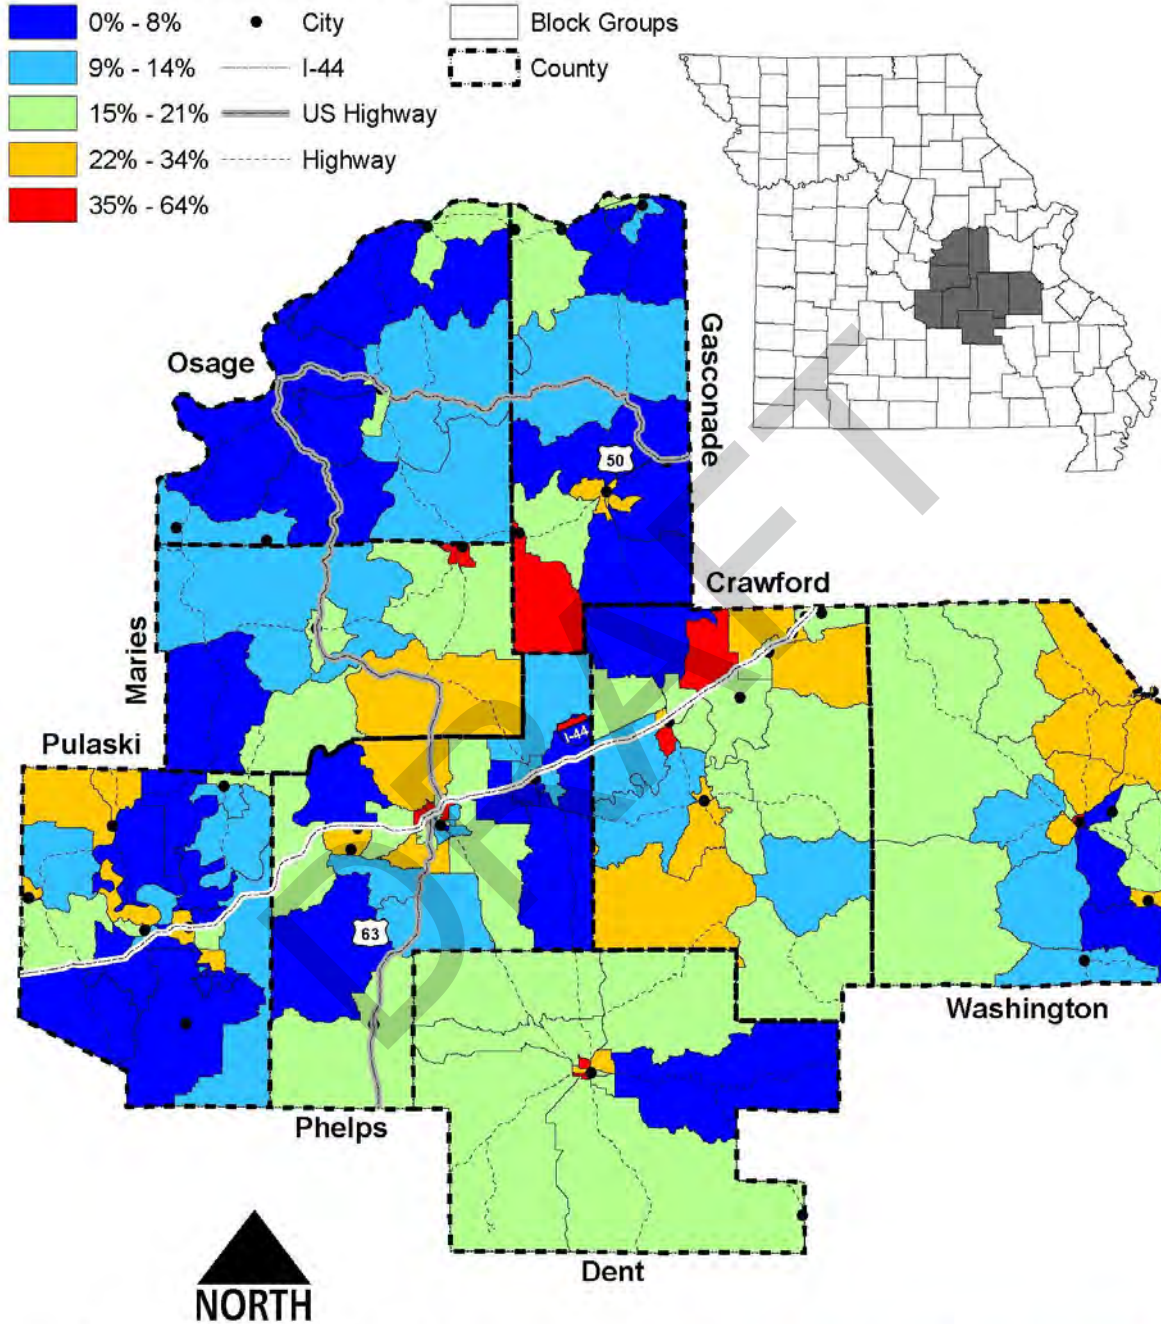 0% - 8%
City
Block Groups
9% - 14%
I-44
County
15% - 21%
US Highway
22% - 34%
Highway
35% - 64%
Osage
Gasconade
50
Crawford
Maries
Pulaski
I-44
63
DRAFT
Washington
Phelps
Dent
NORTH